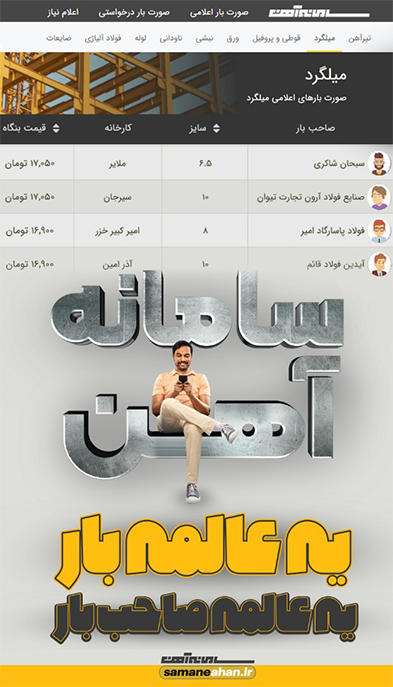 سامانه آهن
صورت بار اعلامی
صورت بار درخواستی
اعلام نیاز
تیرآهن
میلگرد
قوطی و پروفیل
ورق
نبشی
ناودانی
لوله
فولاد آلیاژی
ضایعات
میلگرد
صورت بارهای اعلامی میلگرد
صاحب بار سایز کارخانه قیمت بنگاه
سبحان شاکری ۶.۵ ملایر ۱۷,۰۵۰ تومان
صنایع فولاد آرون تجارت تیوان ۱۰ سیرجان ۱۷,۰۵۰ تومان
فولاد پاسارگاد امیر ۸ امیر کبیر خزر ۱۶,۹۰۰ تومان
آیدین فولاد قائم ۱۰ آذر امین ۱۶,۹۰۰ تومان
سامانه
آهن
یه عالمه بار
یه عالمه صاحب بار
سامانه آهن
samaneahan.ir